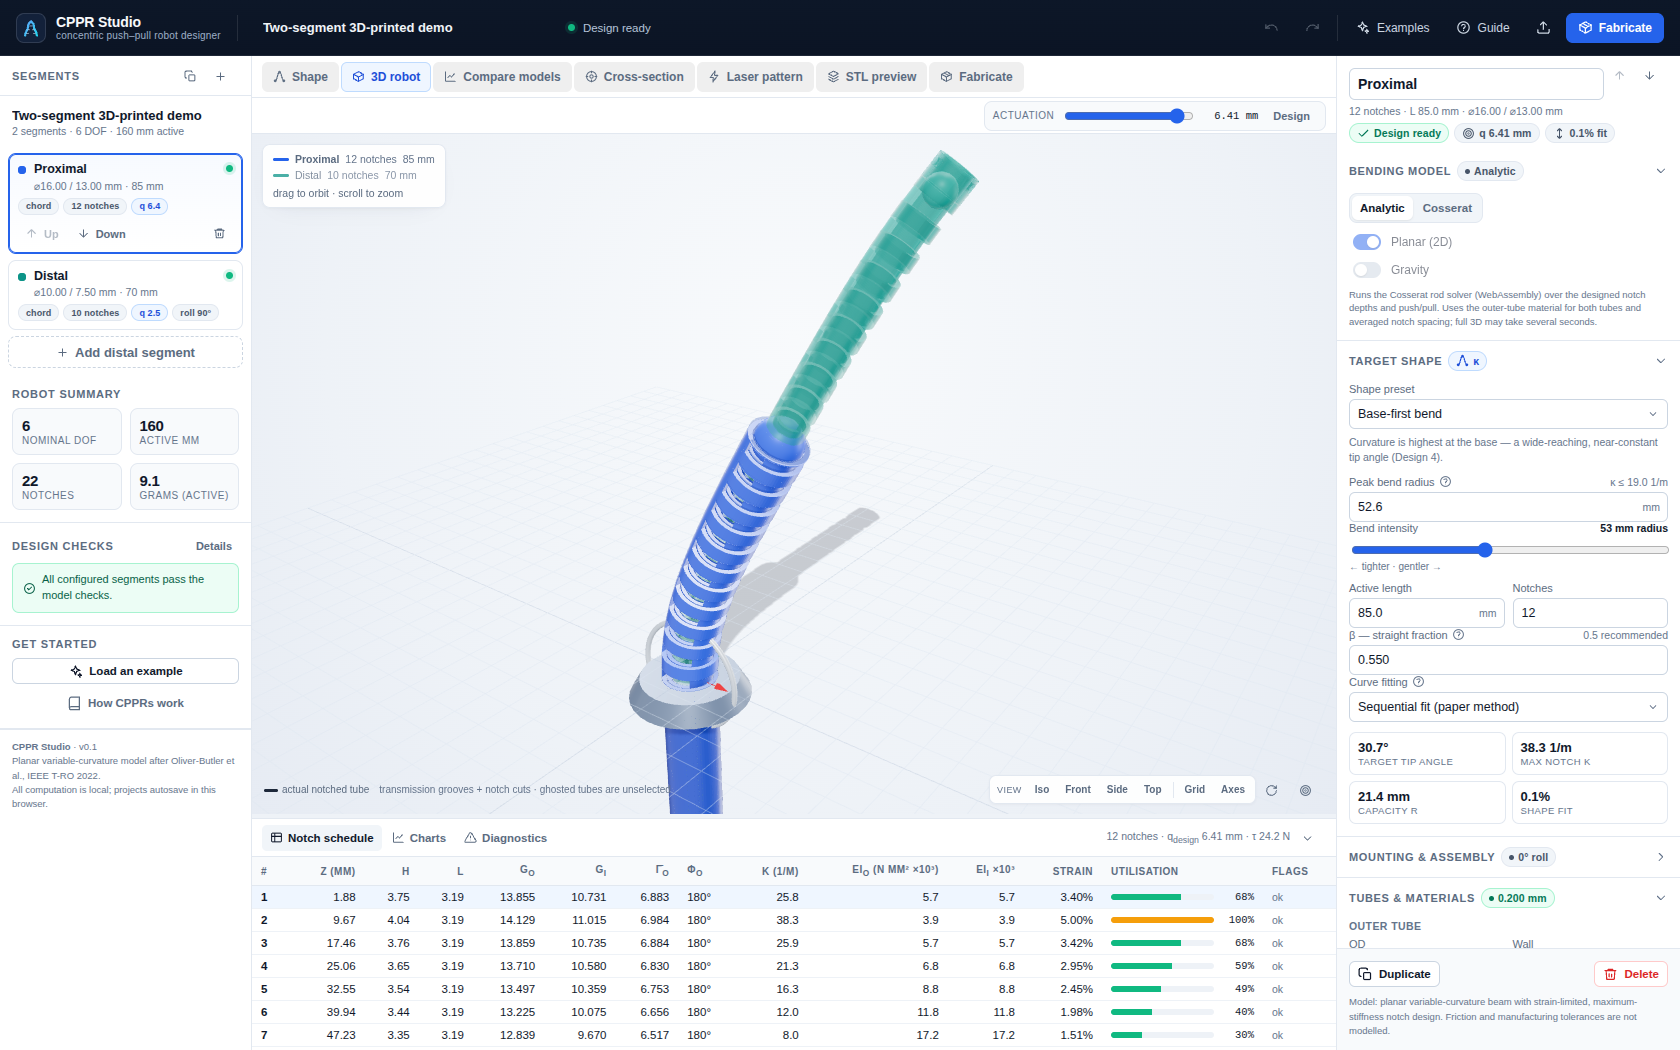 CPPR Studio
concentric push–pull robot designer
Two-segment 3D-printed demo
Design ready
Examples
Guide
Fabricate
SEGMENTS
Two-segment 3D-printed demo
2 segments · 6 DOF · 160 mm active
Proximal
⌀16.00 / 13.00 mm · 85 mm
chord 12 notches q 6.4
Up Down
Distal
⌀10.00 / 7.50 mm · 70 mm
chord 10 notches q 2.5 roll 90°
Add distal segment
ROBOT SUMMARY
6 NOMINAL DOF
160 ACTIVE MM
22 NOTCHES
9.1 GRAMS (ACTIVE)
DESIGN CHECKS Details
All configured segments pass the
model checks.
GET STARTED
Load an example
How CPPRs work
CPPR Studio · v0.1
Planar variable-curvature model after Oliver-Butler et
al., IEEE T-RO 2022.
All computation is local; projects autosave in this
browser.
Shape 3D robot Compare models Cross-section Laser pattern STL preview Fabricate
ACTUATION 6.41 mm Design
Proximal 12 notches 85 mm
Distal 10 notches 70 mm
drag to orbit · scroll to zoom
actual notched tube transmission grooves + notch cuts · ghosted tubes are unselected
VIEW Iso Front Side Top Grid Axes
Notch schedule Charts Diagnostics
12 notches · qdesign 6.41 mm · τ 24.2 N
# Z (MM) H L GO GI ΓO ΦO Κ (1/M) EIO (N MM² ×10³) EII ×10³ STRAIN UTILISATION FLAGS
1 1.88 3.75 3.19 13.855 10.731 6.883 180° 25.8 5.7 5.7 3.40% 68% ok
2 9.67 4.04 3.19 14.129 11.015 6.984 180° 38.3 3.9 3.9 5.00% 100% ok
3 17.46 3.76 3.19 13.859 10.735 6.884 180° 25.9 5.7 5.7 3.42% 68% ok
4 25.06 3.65 3.19 13.710 10.580 6.830 180° 21.3 6.8 6.8 2.95% 59% ok
5 32.55 3.54 3.19 13.497 10.359 6.753 180° 16.3 8.8 8.8 2.45% 49% ok
6 39.94 3.44 3.19 13.225 10.075 6.656 180° 12.0 11.8 11.8 1.98% 40% ok
7 47.23 3.35 3.19 12.839 9.670 6.517 180° 8.0 17.2 17.2 1.51% 30% ok
Proximal
12 notches · L 85.0 mm · ⌀16.00 / ⌀13.00 mm
Design ready q 6.41 mm 0.1% fit
BENDING MODEL Analytic
Analytic Cosserat
Planar (2D)
Gravity
Runs the Cosserat rod solver (WebAssembly) over the designed notch
depths and push/pull. Uses the outer-tube material for both tubes and
averaged notch spacing; full 3D may take several seconds.
TARGET SHAPE κ
Shape preset
Base-first bend
Curvature is highest at the base — a wide-reaching, near-constant
tip angle (Design 4).
Peak bend radius κ ≤ 19.0 1/m
52.6 mm
Bend intensity 53 mm radius
← tighter · gentler →
Active length Notches
85.0 mm 12
β — straight fraction 0.5 recommended
0.550
Curve fitting
Sequential fit (paper method)
30.7° TARGET TIP ANGLE
38.3 1/m MAX NOTCH Κ
21.4 mm CAPACITY R
0.1% SHAPE FIT
MOUNTING & ASSEMBLY 0° roll
TUBES & MATERIALS 0.200 mm
OUTER TUBE
OD Wall
Duplicate Delete
Model: planar variable-curvature beam with strain-limited, maximum-
stiffness notch design. Friction and manufacturing tolerances are not
modelled.